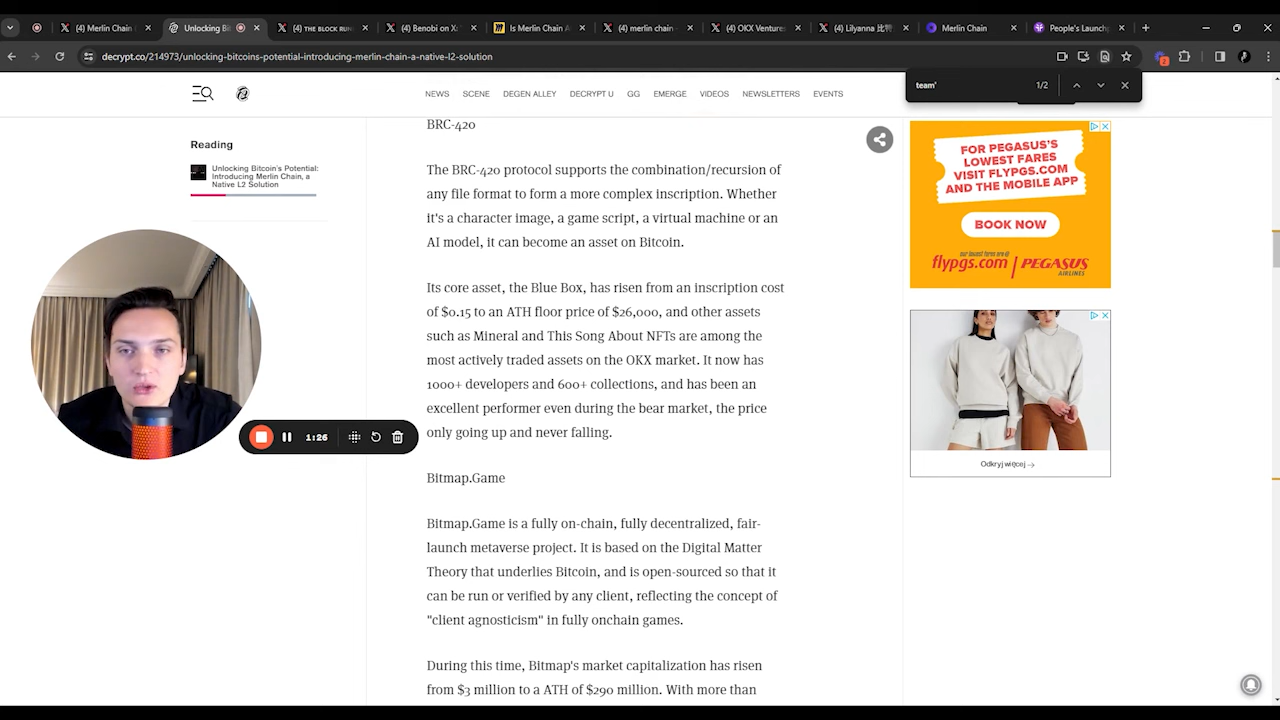 (4) Merlin Chain
Unlocking Bi
(4) THE BLOCK RUN
(4) Benobi on X:
Is Merlin Chain A
(4) merlin chain -
(4) OKX Venture
(4) Lilyanna 比特
Merlin Chain
People's Launchp
decrypt.co/214973/unlocking-bitcoins-potential-introducing-merlin-chain-a-native-l2-solution
2
team'
1/2
NEWS SCENE DEGEN ALLEY DECRYPT U GG EMERGE VIDEOS NEWSLETTERS EVENTS
Reading
Unlocking Bitcoin's Potential:
Introducing Merlin Chain, a
Native L2 Solution
1:26
BRC-420
The BRC-420 protocol supports the combination/recursion of
any file format to form a more complex inscription. Whether
it's a character image, a game script, a virtual machine or an
AI model, it can become an asset on Bitcoin.
Its core asset, the Blue Box, has risen from an inscription cost
of $0.15 to an ATH floor price of $26,000, and other assets
such as Mineral and This Song About NFTs are among the
most actively traded assets on the OKX market. It now has
1000+ developers and 600+ collections, and has been an
excellent performer even during the bear market, the price
only going up and never falling.
Bitmap.Game
Bitmap.Game is a fully on-chain, fully decentralized, fair-
launch metaverse project. It is based on the Digital Matter
Theory that underlies Bitcoin, and is open-sourced so that it
can be run or verified by any client, reflecting the concept of
"client agnosticism" in fully onchain games.
During this time, Bitmap's market capitalization has risen
from $3 million to a ATH of $290 million. With more than
FOR PEGASUS'S
LOWEST FARES
VISIT FLYPGS.COM
AND THE MOBILE APP
BOOK NOW
our lowest fares are @
flypgs.com | PEGASUS
AIRLINES
Odkryj więcej